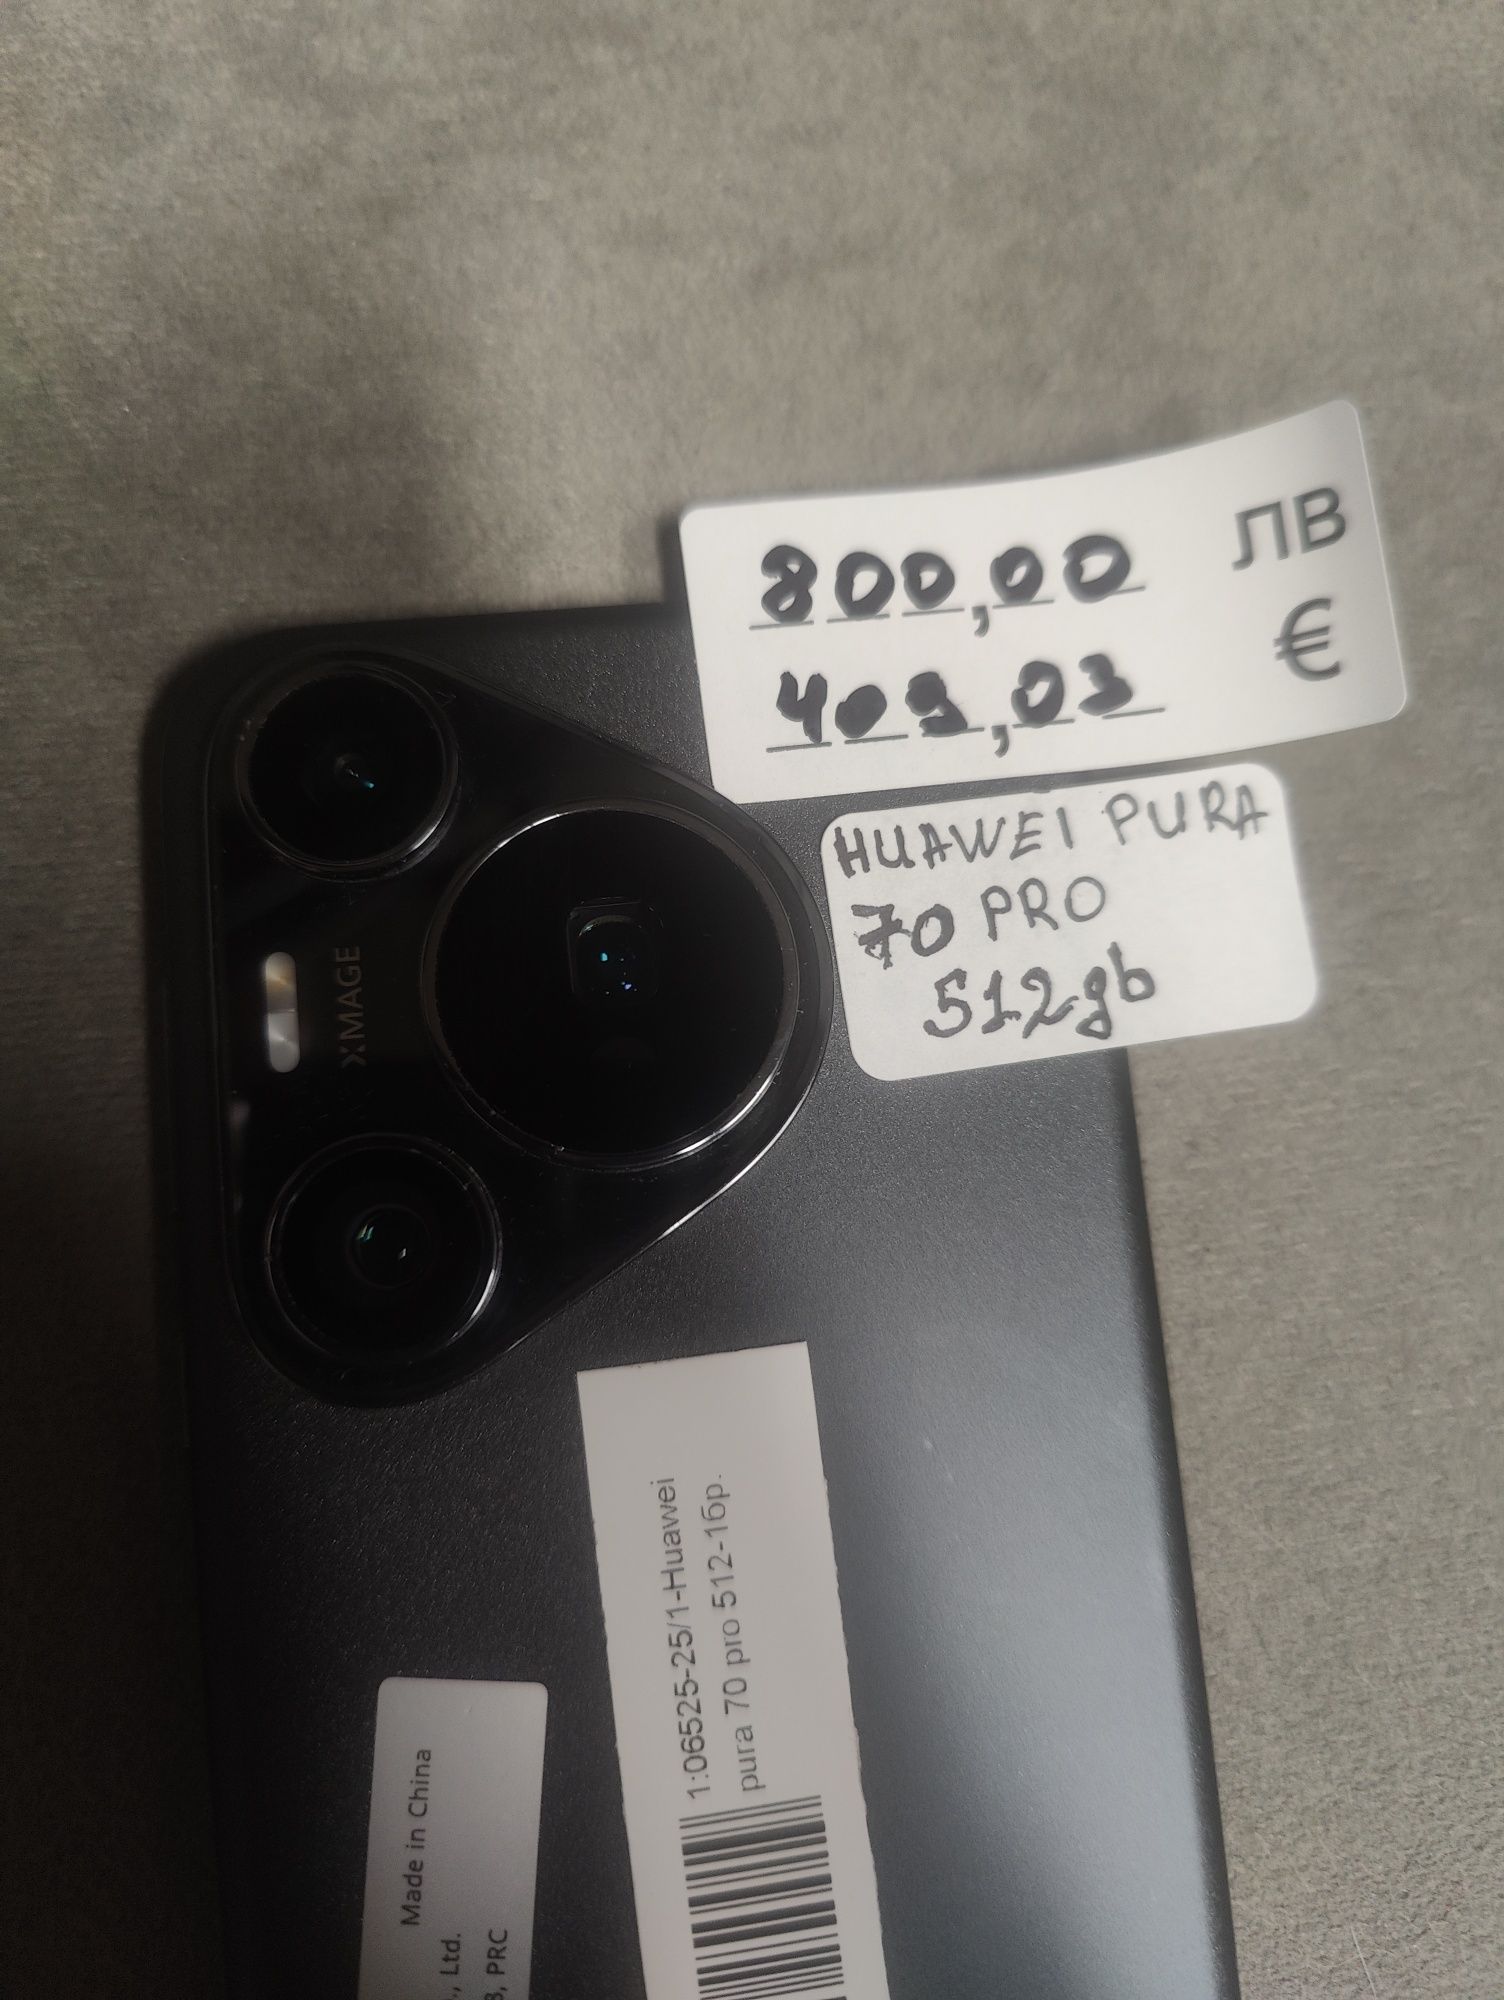 800,00 ЛВ
409,03 €
HUAWEI PURA
70 PRO
512gb
XMAGE
1:06525-25/1-Huawei
pura 70 pro 512-16р.
Made in China
Ltd.
PRC